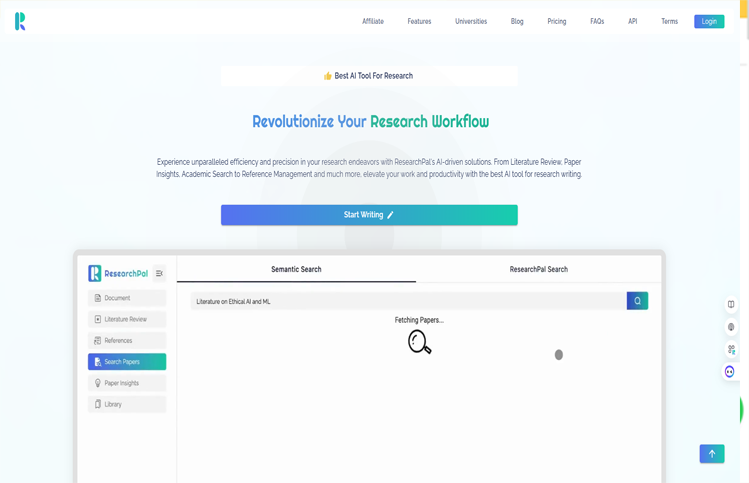 Affiliate Features Universities Blog Pricing FAQs API Terms Login
👍 Best AI Tool For Research
Revolutionize Your Research Workflow
Experience unparalleled efficiency and precision in your research endeavors with ResearchPal's AI-driven solutions. From Literature Review, Paper
Insights, Academic Search to Reference Management and much more, elevate your work and productivity with the best AI tool for research writing.
Start Writing
ResearchPal
Semantic Search
ResearchPal Search
Document
Literature Review
References
Search Papers
Paper Insights
Library
Literature on Ethical AI and ML
Fetching Papers...